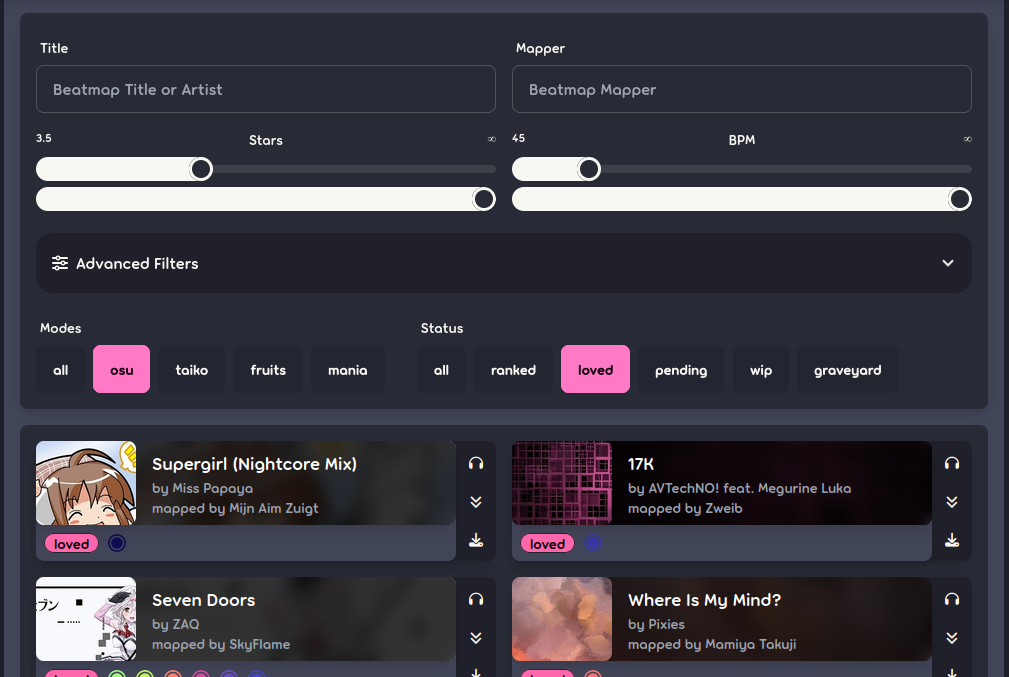 Title
Mapper
Beatmap Title or Artist
Beatmap Mapper
3.5 Stars ∞
45 BPM ∞
Advanced Filters
Modes
Status
all osu taiko fruits mania
all ranked loved pending wip graveyard
Supergirl (Nightcore Mix)
by Miss Papaya
mapped by Mijn Aim Zuigt
loved
17K
by AVTechNO! feat. Megurine Luka
mapped by Zweib
loved
Seven Doors
by ZAQ
mapped by SkyFlame
Where Is My Mind?
by Pixies
mapped by Mamiya Takuji